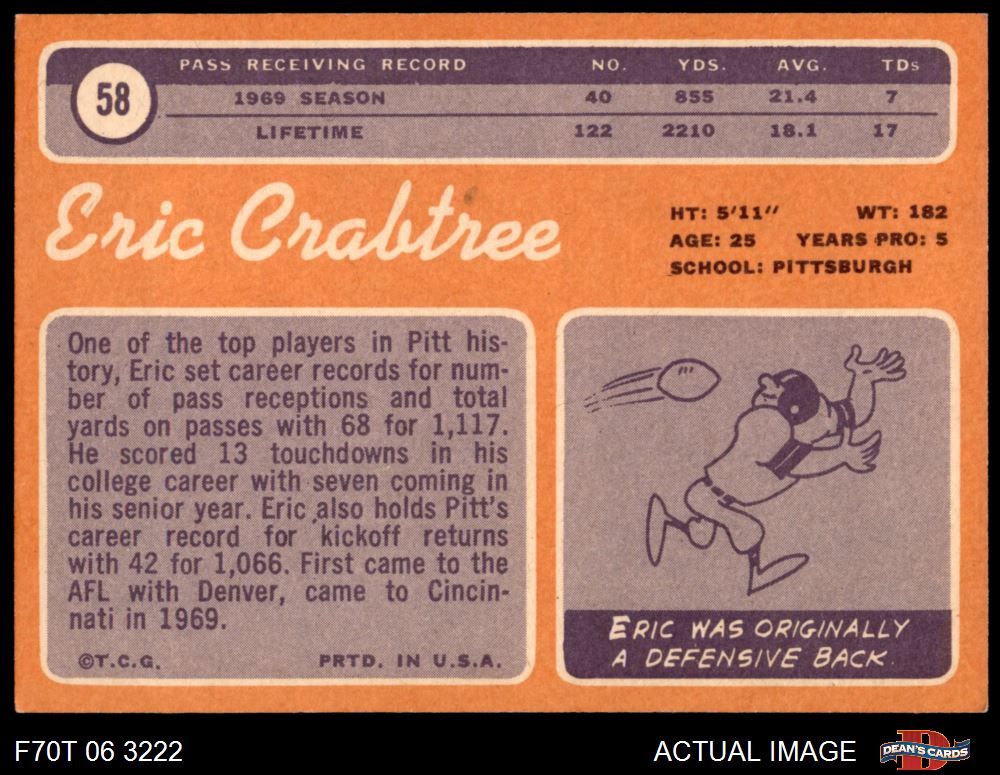 58
PASS RECEIVING RECORD NO. YDS. AVG. TDs
1969 SEASON 40 855 21.4 7
LIFETIME 122 2210 18.1 17
Eric Crabtree
HT: 5'11" WT: 182
AGE: 25 YEARS PRO: 5
SCHOOL: PITTSBURGH
One of the top players in Pitt his-
tory, Eric set career records for num-
ber of pass receptions and total
yards on passes with 68 for 1,117.
He scored 13 touchdowns in his
college career with seven coming in
his senior year. Eric also holds Pitt's
career record for kickoff returns
with 42 for 1,066. First came to the
AFL with Denver, came to Cincin-
nati in 1969.
©T.C.G. PRTD. IN U.S.A.
ERIC WAS ORIGINALLY
A DEFENSIVE BACK
F70T 06 3222
ACTUAL IMAGE
D
DEAN'S CARDS